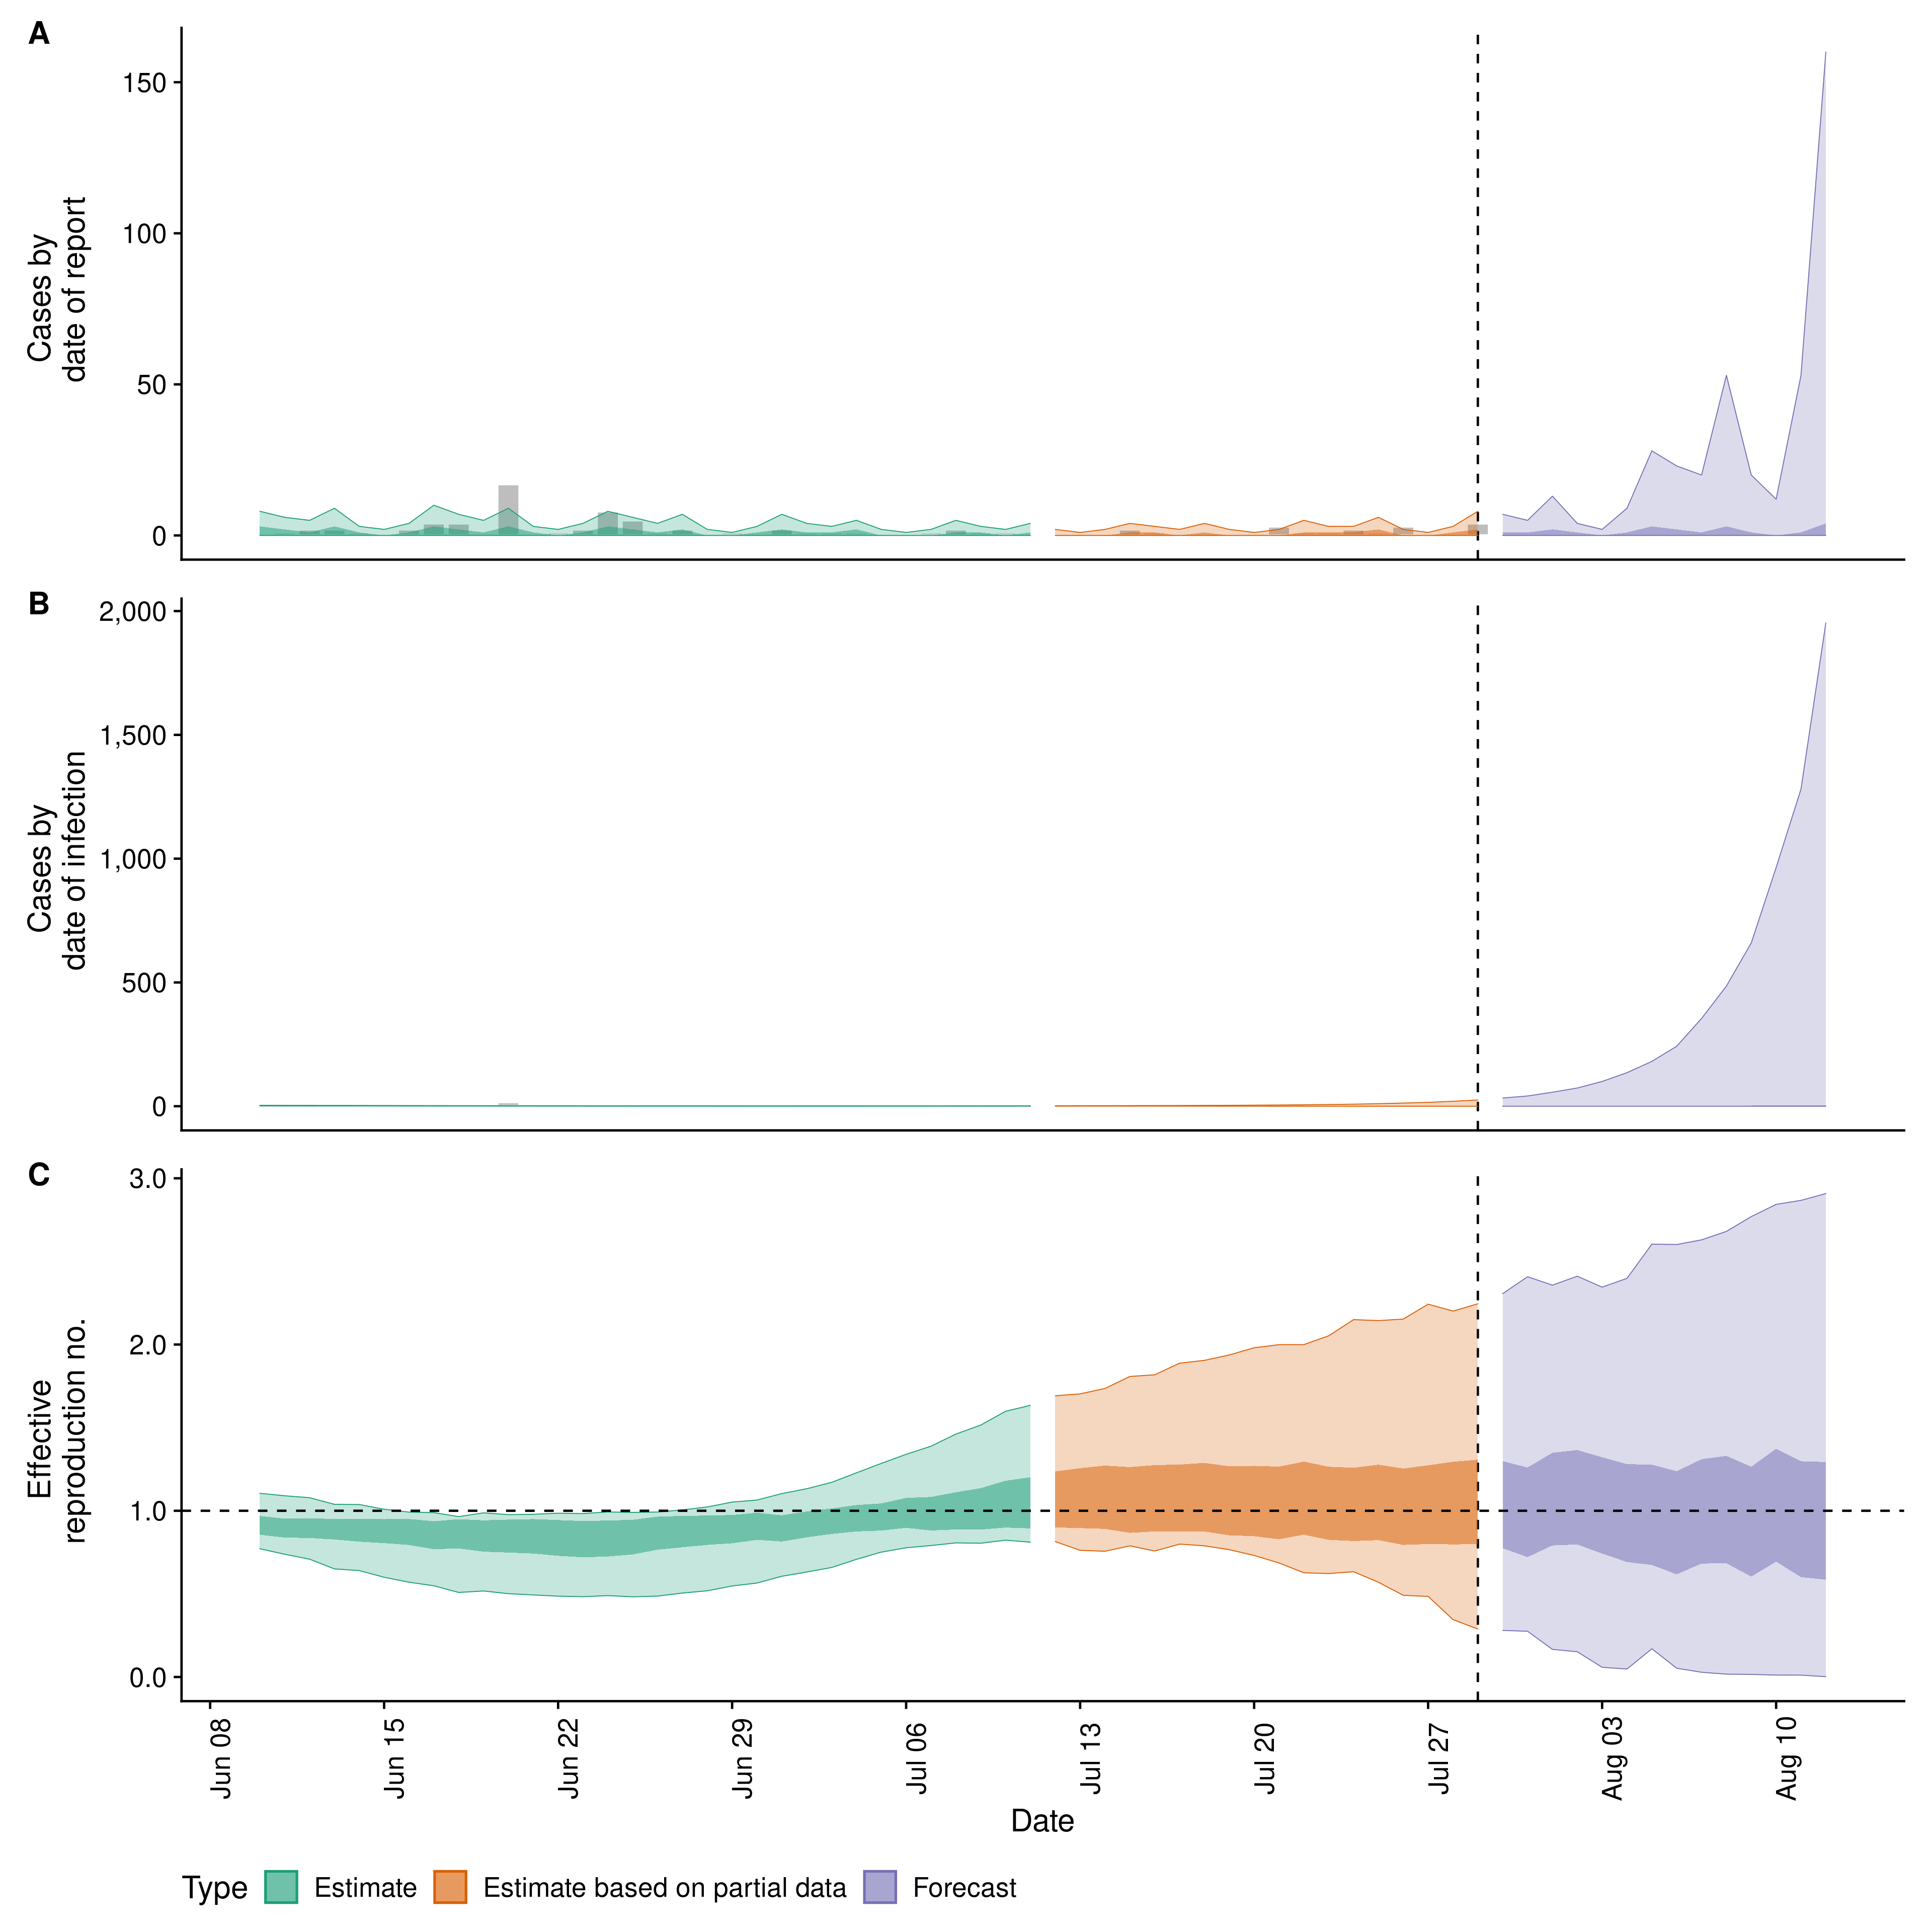 A
Cases by
date of report
150
100
50
0
B
Cases by
date of infection
2,000
1,500
1,000
500
0
C
Effective
reproduction no.
3.0
2.0
1.0
0.0
Jun 08
Jun 15
Jun 22
Jun 29
Jul 06
Jul 13
Jul 20
Jul 27
Aug 03
Aug 10
Date
Type Estimate Estimate based on partial data Forecast